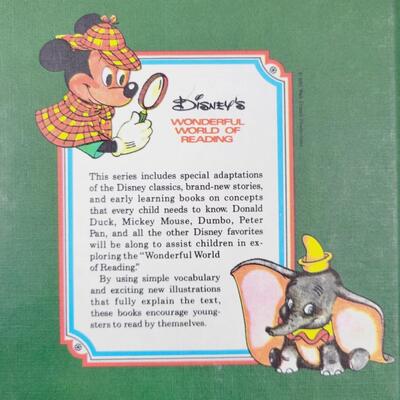 Disney's
WONDERFUL
WORLD OF
READING
This series includes special adaptations
of the Disney classics, brand-new stories,
and early learning books on concepts
that every child needs to know. Donald
Duck, Mickey Mouse, Dumbo, Peter
Pan, and all the other Disney favorites
will be along to assist children in ex-
ploring the “Wonderful World
of Reading.”
By using simple vocabulary
and exciting new illustrations
that fully explain the text,
these books encourage young-
sters to read by themselves.
Walt Disney Productions